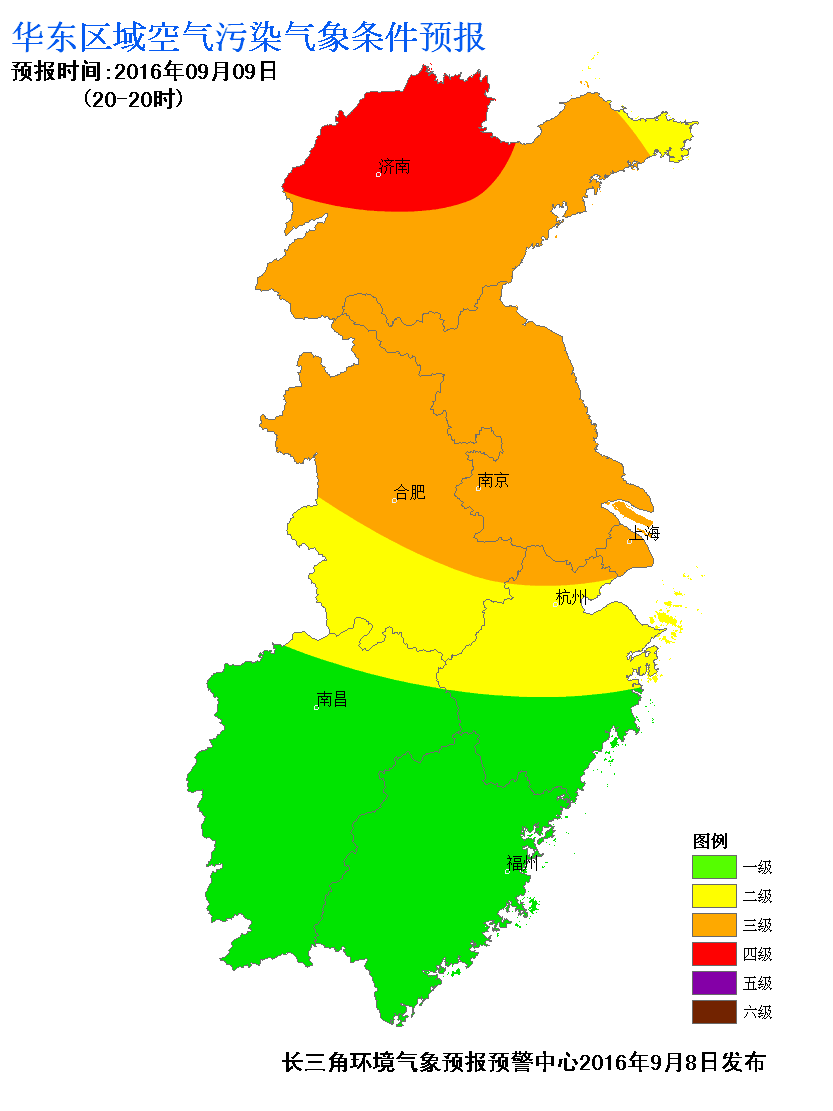 华东区域空气污染气象条件预报
预报时间:2016年09月09日
(20-20时)
济南
南京
合肥
上海
杭州
南昌
福州
图例
一级
二级
三级
四级
五级
六级
长三角环境气象预报预警中心2016年9月8日发布